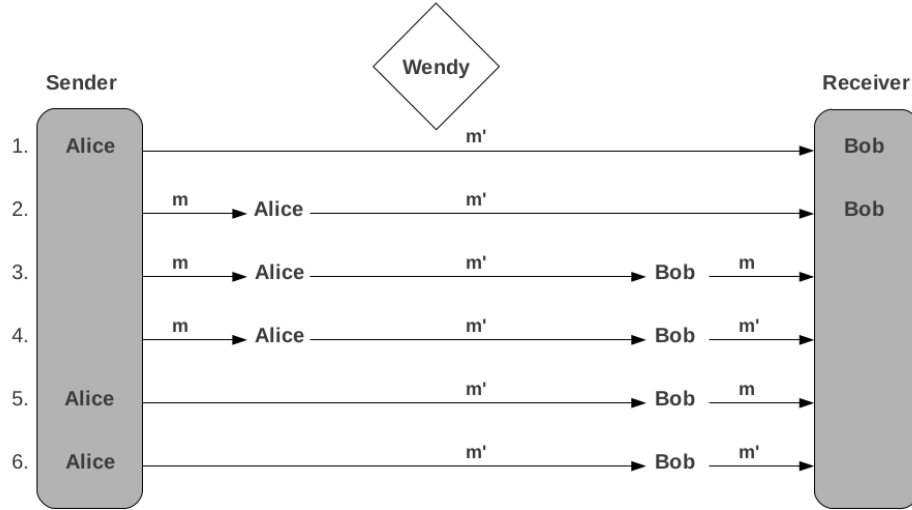 Wendy
Sender Receiver
1. Alice m' Bob
2. m Alice m' Bob
3. m Alice m' Bob m
4. m Alice m' Bob m'
5. Alice m' Bob m
6. Alice m' Bob m'